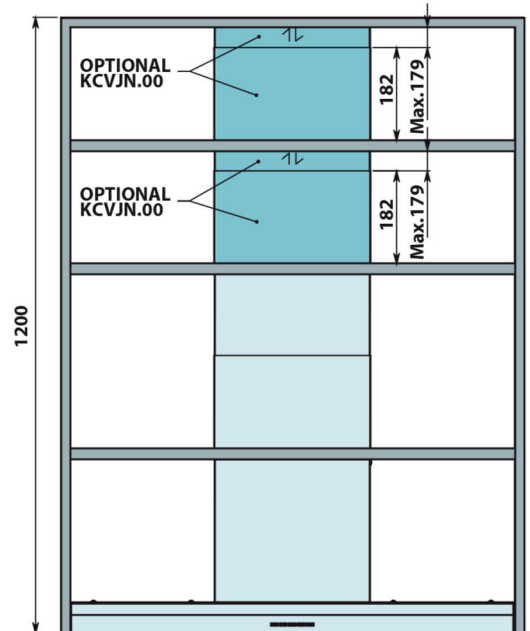 OPTIONAL
KCVJN.00
182
Max.179
OPTIONAL
KCVJN.00
182
Max.179
1200